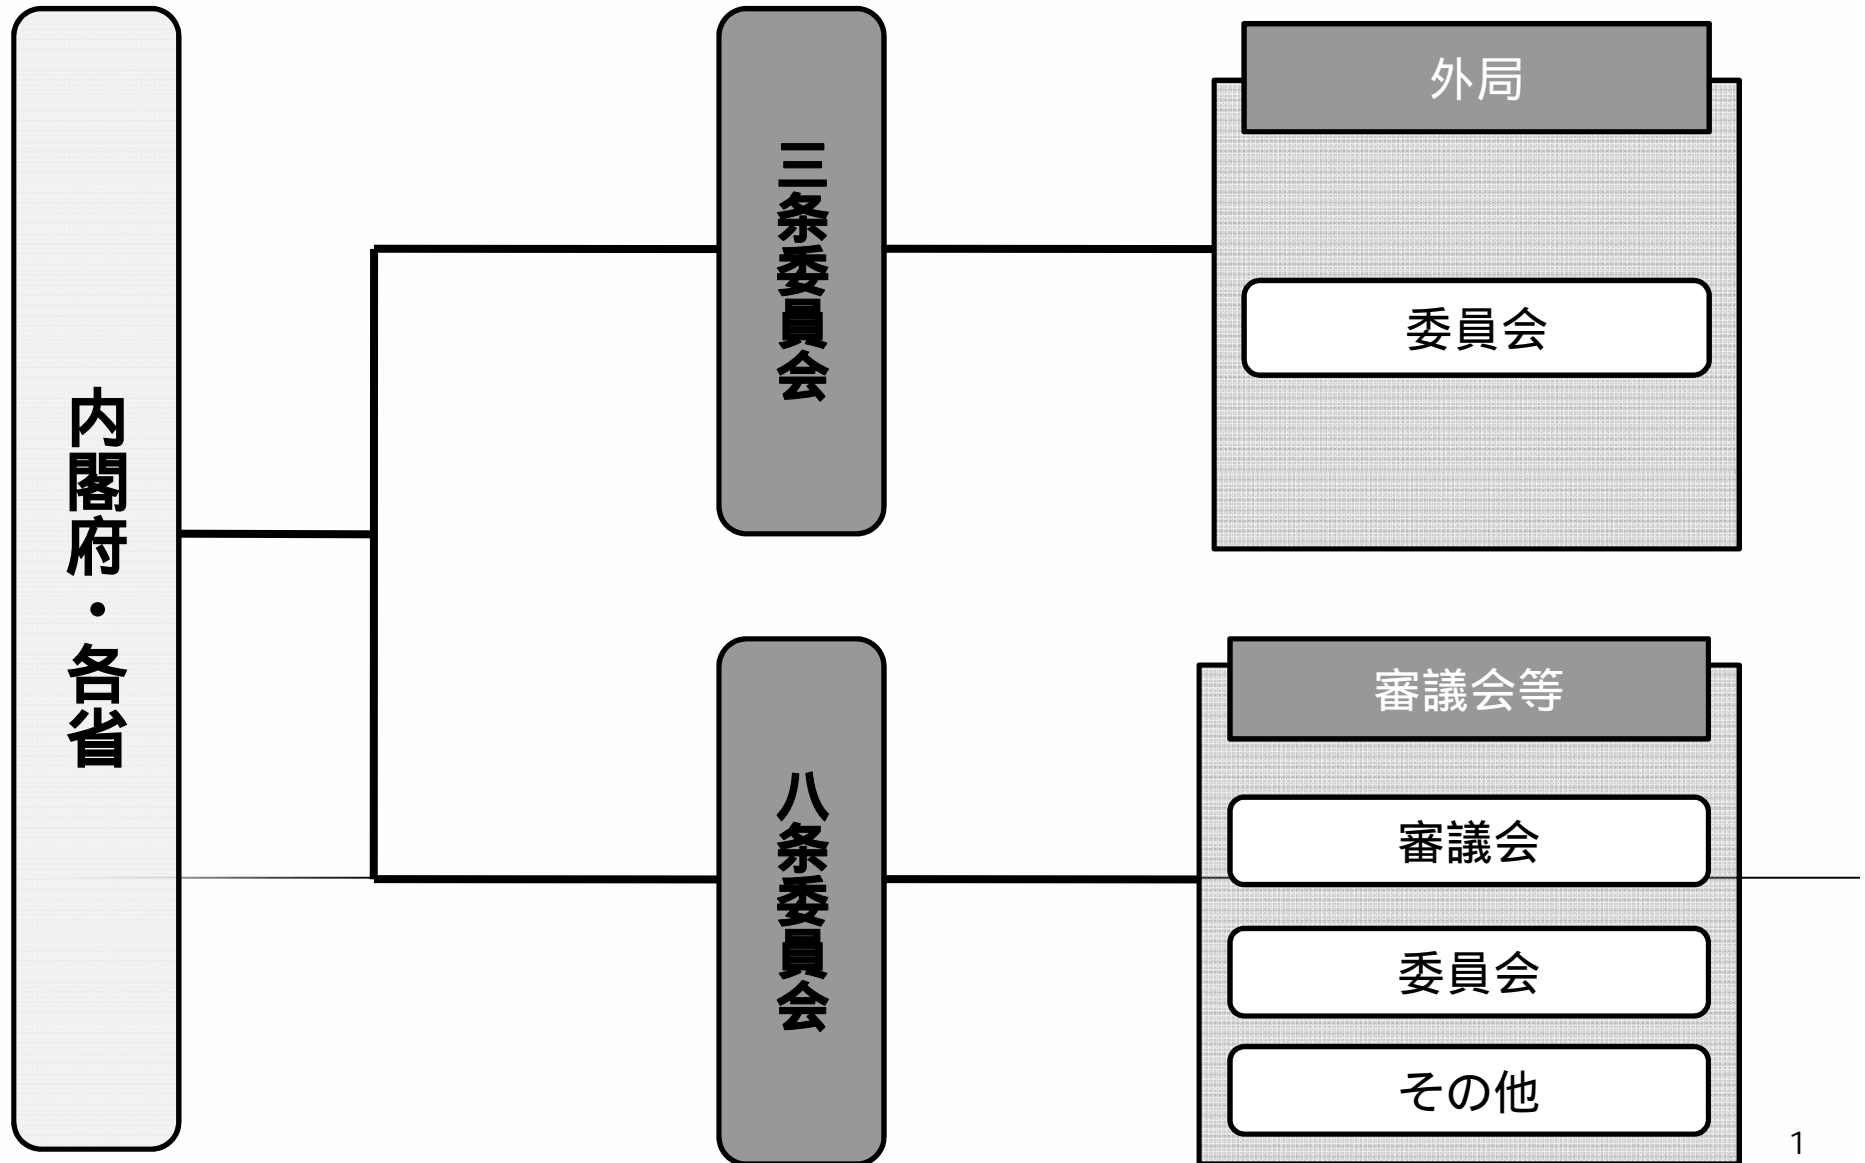 内閣府・各省
三条委員会
外局
委員会
八条委員会
審議会等
審議会
委員会
その他
1